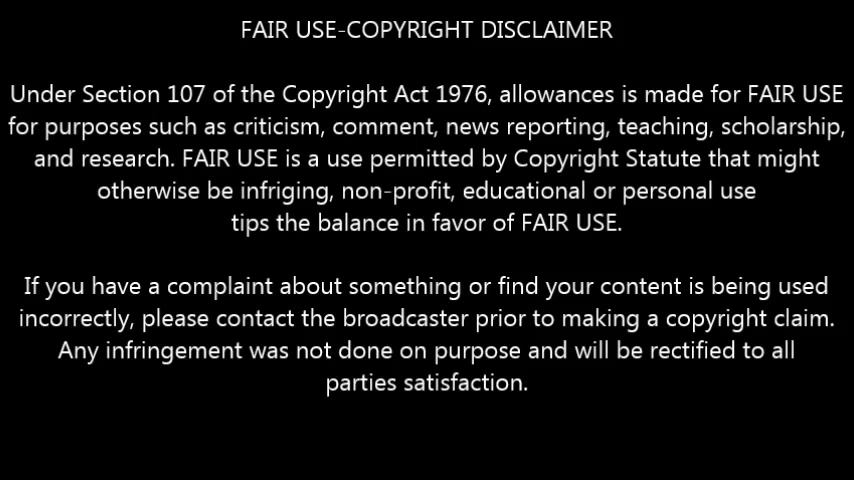 FAIR USE-COPYRIGHT DISCLAIMER
Under Section 107 of the Copyright Act 1976, allowances is made for FAIR USE
for purposes such as criticism, comment, news reporting, teaching, scholarship,
and research. FAIR USE is a use permitted by Copyright Statute that might
otherwise be infriging, non-profit, educational or personal use
tips the balance in favor of FAIR USE.
If you have a complaint about something or find your content is being used
incorrectly, please contact the broadcaster prior to making a copyright claim.
Any infringement was not done on purpose and will be rectified to all
parties satisfaction.